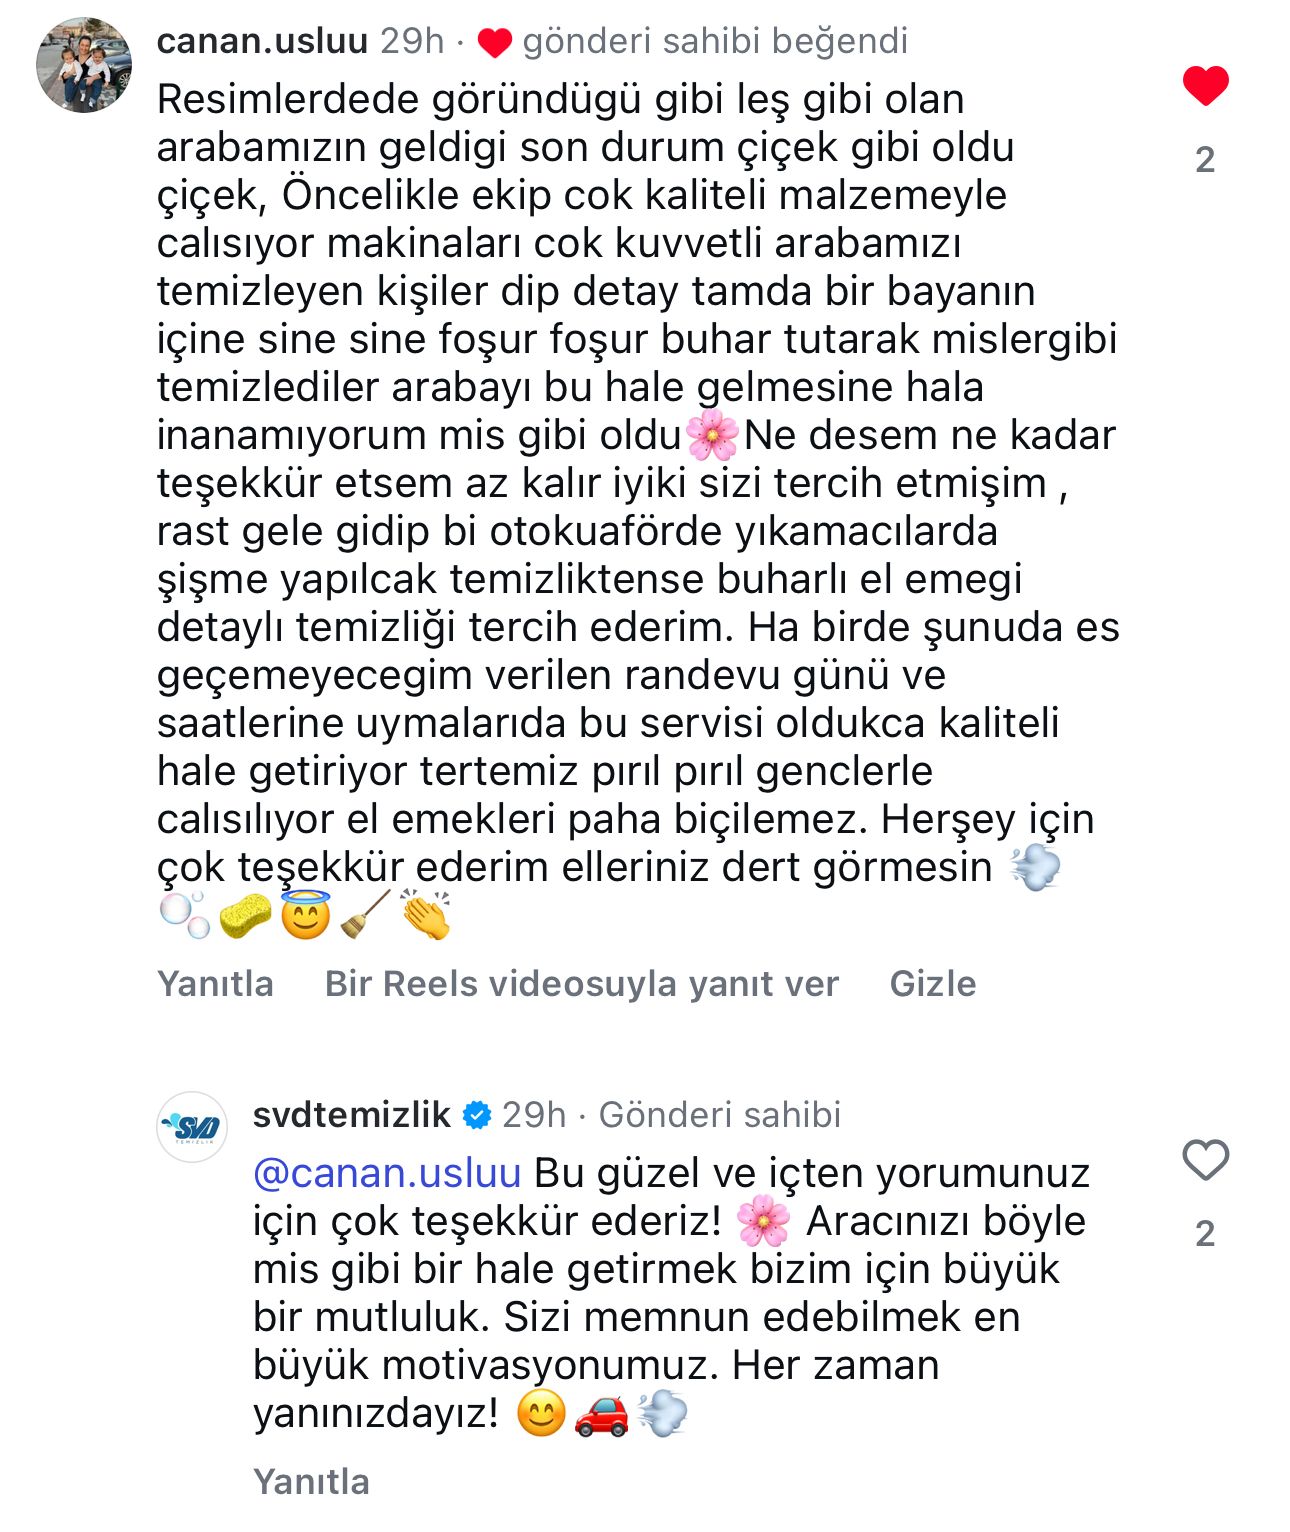 canan.usluu 29h · ❤️ gönderi sahibi beğendi
Resimlerdede göründügü gibi leş gibi olan
arabamızın geldigi son durum çiçek gibi oldu
çiçek, Öncelikle ekip cok kaliteli malzemeyle
calısıyor makinaları cok kuvvetli arabamızı
temizleyen kişiler dip detay tamda bir bayanın
içine sine sine foşur foşur buhar tutarak mislergibi
temizlediler arabayı bu hale gelmesine hala
inanamıyorum mis gibi oldu🌸Ne desem ne kadar
teşekkür etsem az kalır iyiki sizi tercih etmişim ,
rast gele gidip bi otokuaförde yıkamacılarda
şişme yapılcak temizliktense buharlı el emegi
detaylı temizliği tercih ederim. Ha birde şunuda es
geçemeyecegim verilen randevu günü ve
saatlerine uymalarıda bu servisi oldukca kaliteli
hale getiriyor tertemiz pırıl pırıl genclerle
calısılıyor el emekleri paha biçilemez. Herşey için
çok teşekkür ederim elleriniz dert görmesin 💨
🫧🧽😇🧹👏
2
Yanıtla Bir Reels videosuyla yanıt ver Gizle
SVD
TEMİZLİK
svdtemizlik 29h · Gönderi sahibi
@canan.usluu Bu güzel ve içten yorumunuz
için çok teşekkür ederiz! 🌸 Aracınızı böyle
mis gibi bir hale getirmek bizim için büyük
bir mutluluk. Sizi memnun edebilmek en
büyük motivasyonumuz. Her zaman
yanınızdayız! 😊🚗💨
2
Yanıtla